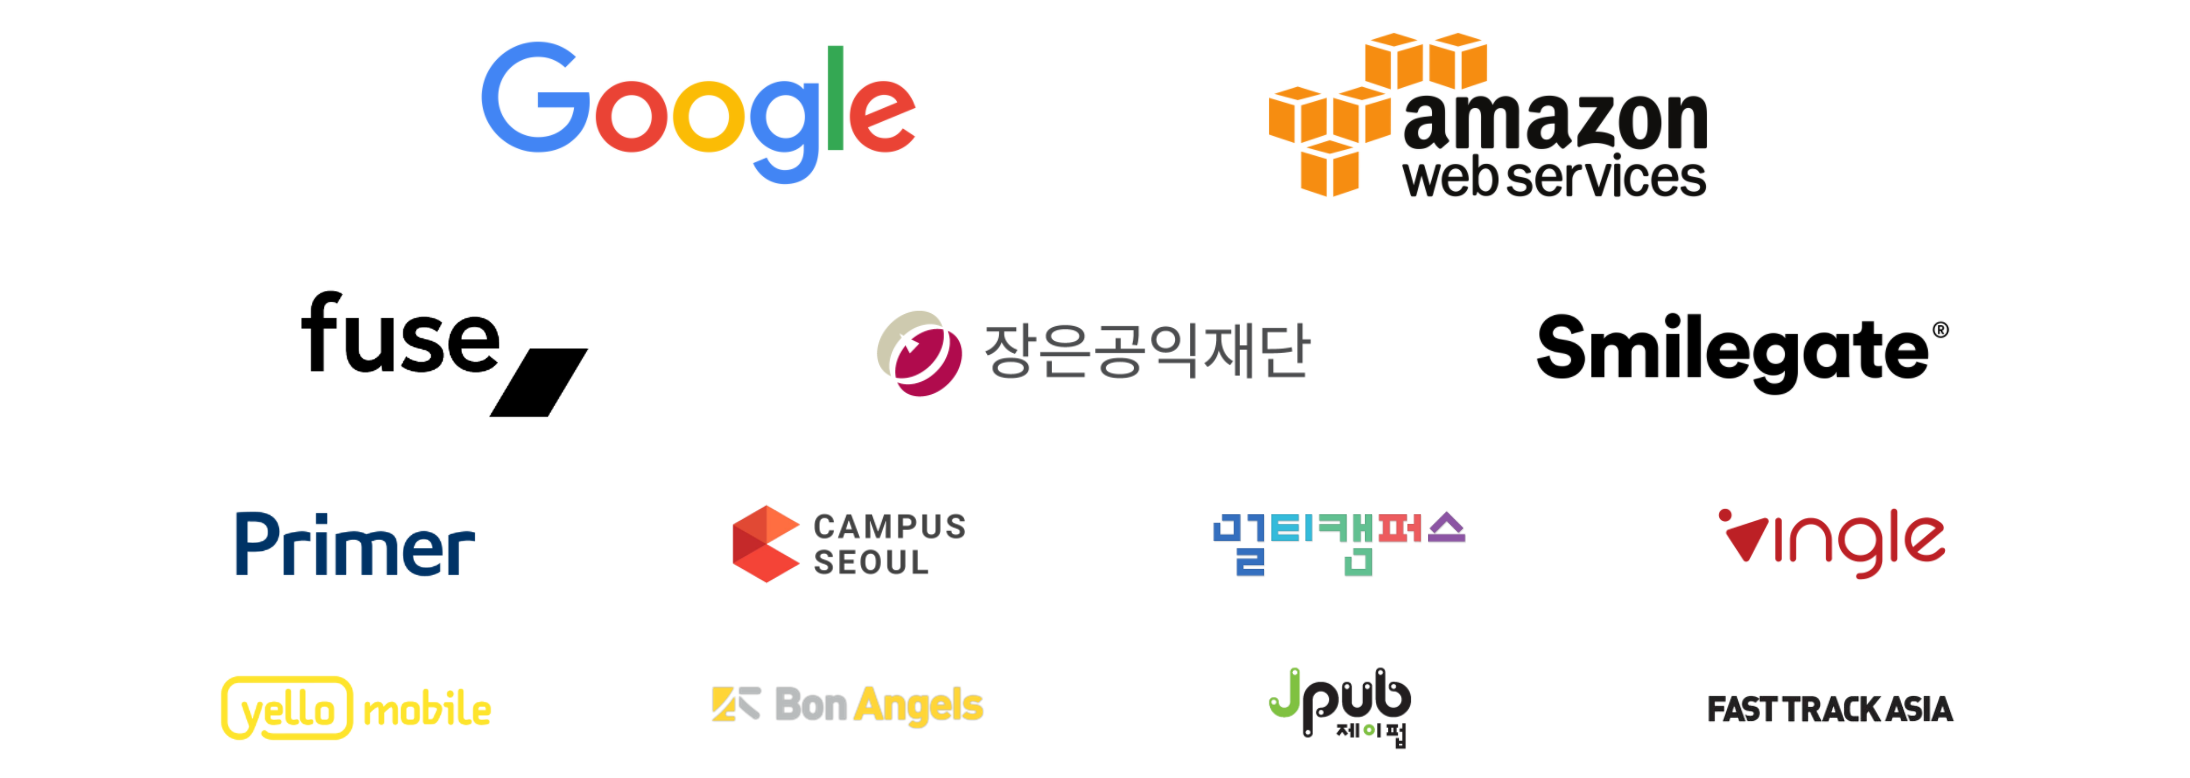 Google
amazon
web services
fuse
장은공익재단
Smilegate®
Primer
CAMPUS
SEOUL
멀티캠퍼스
vingle
yello mobile
Bon Angels
Jpub
제이펍
FAST TRACK ASIA